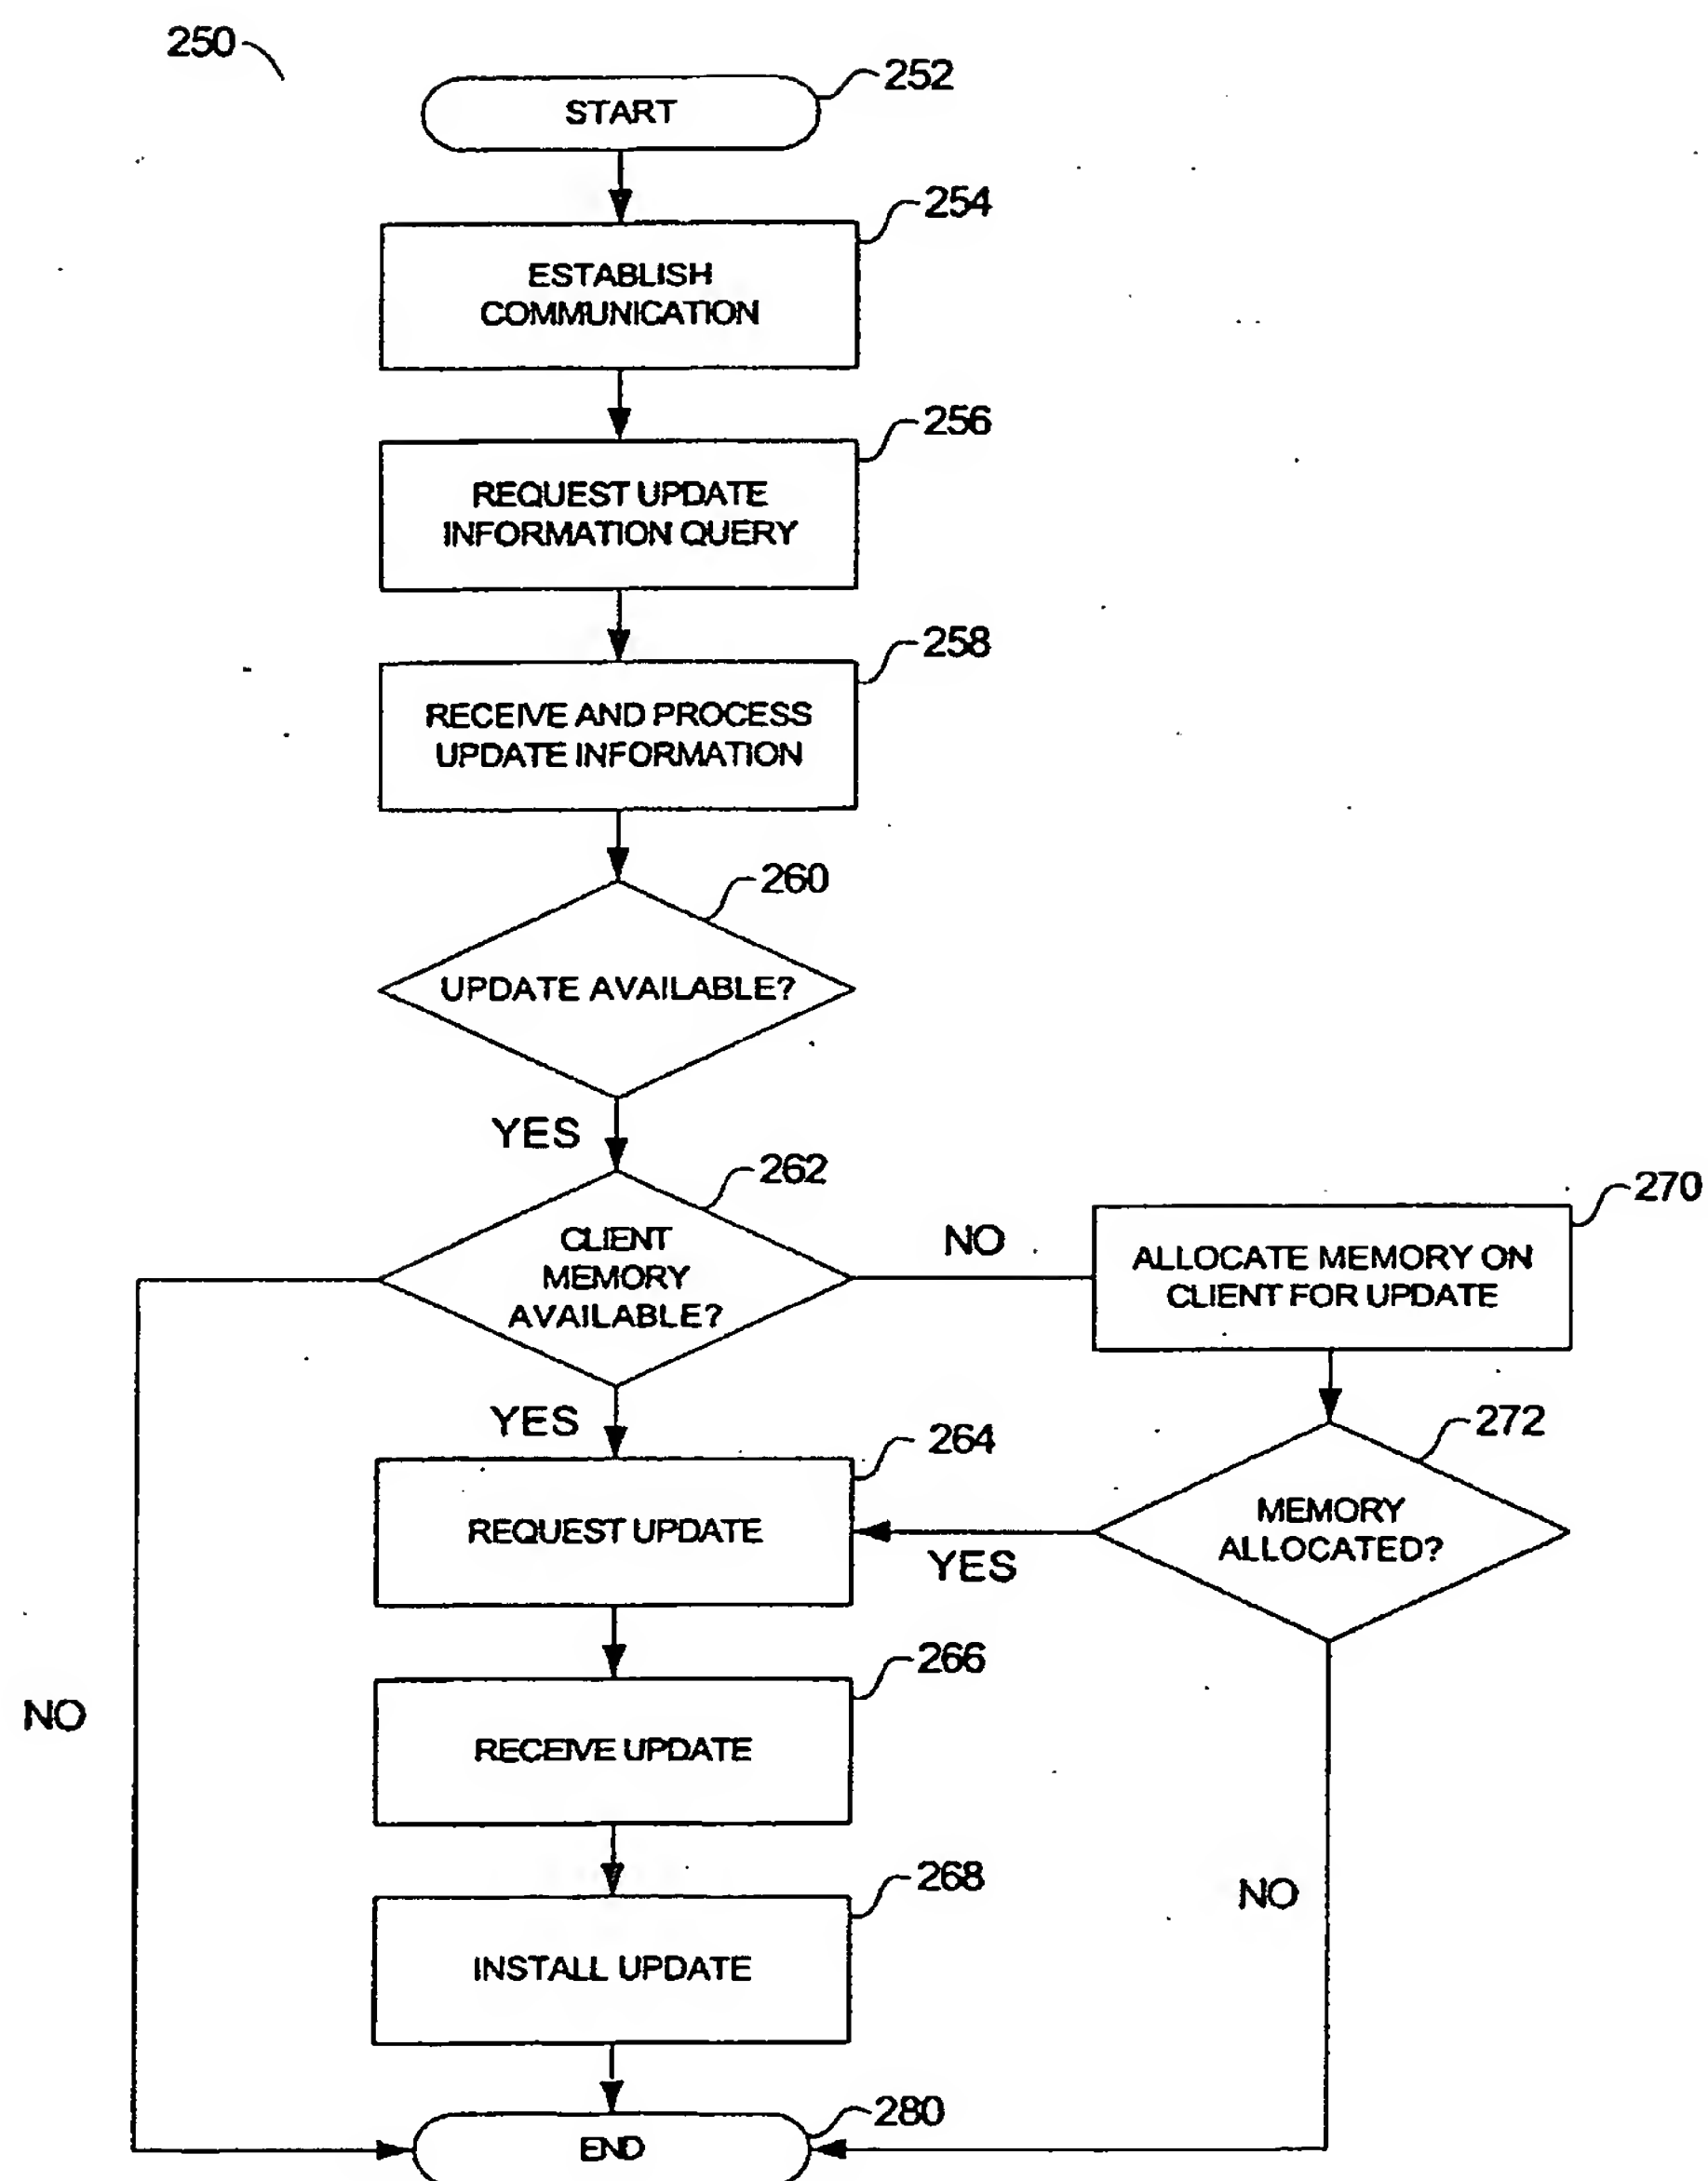 250
START
252
254
ESTABLISH
COMMUNICATION
256
REQUEST UPDATE
INFORMATION QUERY
258
RECEIVE AND PROCESS
UPDATE INFORMATION
260
UPDATE AVAILABLE?
YES
262
CLIENT
MEMORY
AVAILABLE?
NO
270
ALLOCATE MEMORY ON
CLIENT FOR UPDATE
YES
264
272
REQUEST UPDATE
YES
MEMORY
ALLOCATED?
266
NO
RECEIVE UPDATE
268
NO
INSTALL UPDATE
280
END